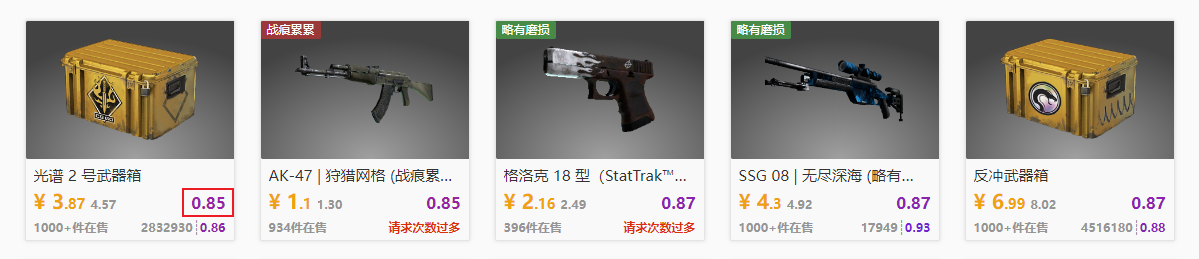 战痕累累
略有磨损
略有磨损
光谱 2 号武器箱
¥ 3.87 4.57 0.85
1000+件在售 2832930 0.86
AK-47 | 狩猎网格 (战痕累...
¥ 1.1 1.30 0.85
934件在售 请求次数过多
格洛克 18 型（StatTrak™...
¥ 2.16 2.49 0.87
396件在售 请求次数过多
SSG 08 | 无尽深海 (略有...
¥ 4.3 4.92 0.87
1000+件在售 17949 0.93
反冲武器箱
¥ 6.99 8.02 0.87
1000+件在售 4516180 0.88